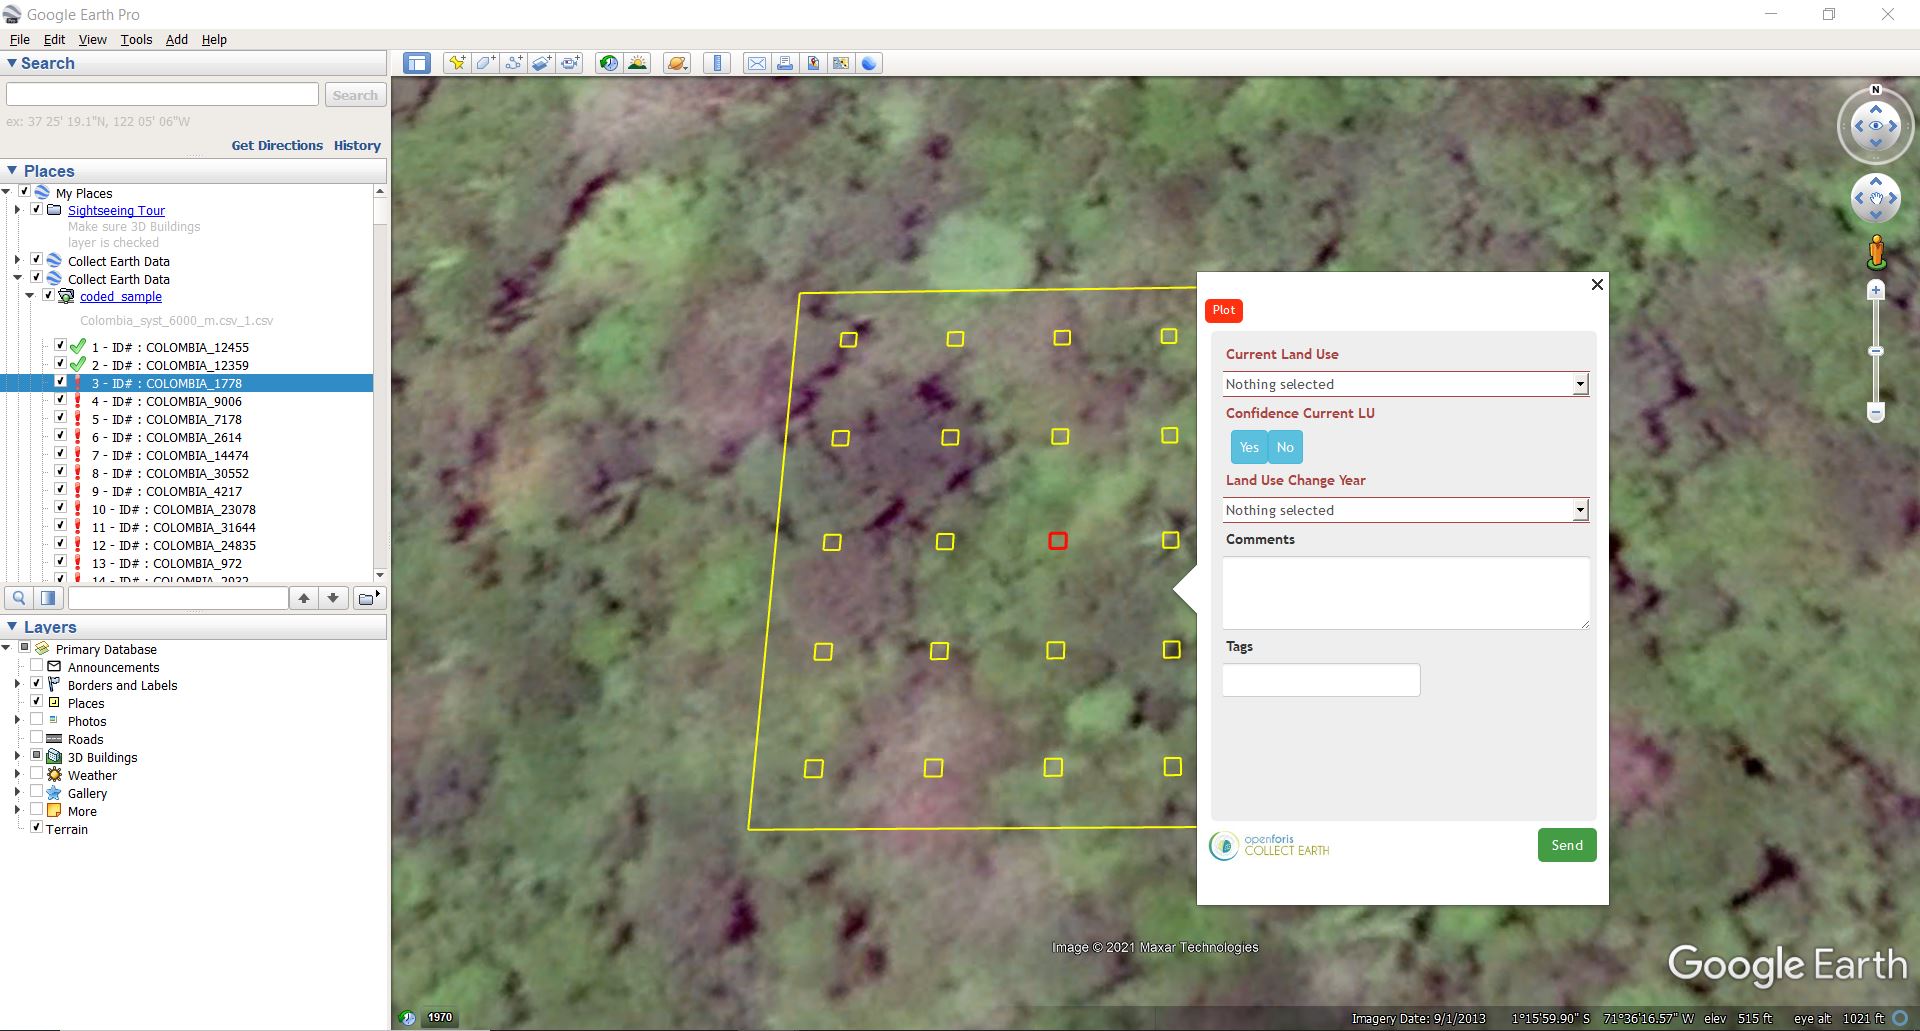 Google Earth Pro
File Edit View Tools Add Help
Search
Search
ex: 37 25' 19.1"N, 122 05' 06"W
Get Directions History
Places
My Places
Sightseeing Tour
Make sure 3D Buildings
layer is checked
Collect Earth Data
Collect Earth Data
coded_sample
Colombia_syst_6000_m.csv_1.csv
1 - ID# : COLOMBIA_12455
2 - ID# : COLOMBIA_12359
3 - ID# : COLOMBIA_1778
4 - ID# : COLOMBIA_9006
5 - ID# : COLOMBIA_7178
6 - ID# : COLOMBIA_2614
7 - ID# : COLOMBIA_14474
8 - ID# : COLOMBIA_30552
9 - ID# : COLOMBIA_4217
10 - ID# : COLOMBIA_23078
11 - ID# : COLOMBIA_31644
12 - ID# : COLOMBIA_24835
13 - ID# : COLOMBIA_972
14 - ID# : COLOMBIA_2932
Layers
Primary Database
Announcements
Borders and Labels
Places
Photos
Roads
3D Buildings
Weather
Gallery
More
Terrain
N
Plot
Current Land Use
Nothing selected
Confidence Current LU
Yes No
Land Use Change Year
Nothing selected
Comments
Tags
openforis
COLLECT EARTH
Send
Image © 2021 Maxar Technologies
Google Earth
1970
Imagery Date: 9/1/2013 1°15'59.90" S 71°36'16.57" W elev 515 ft eye alt 1021 ft